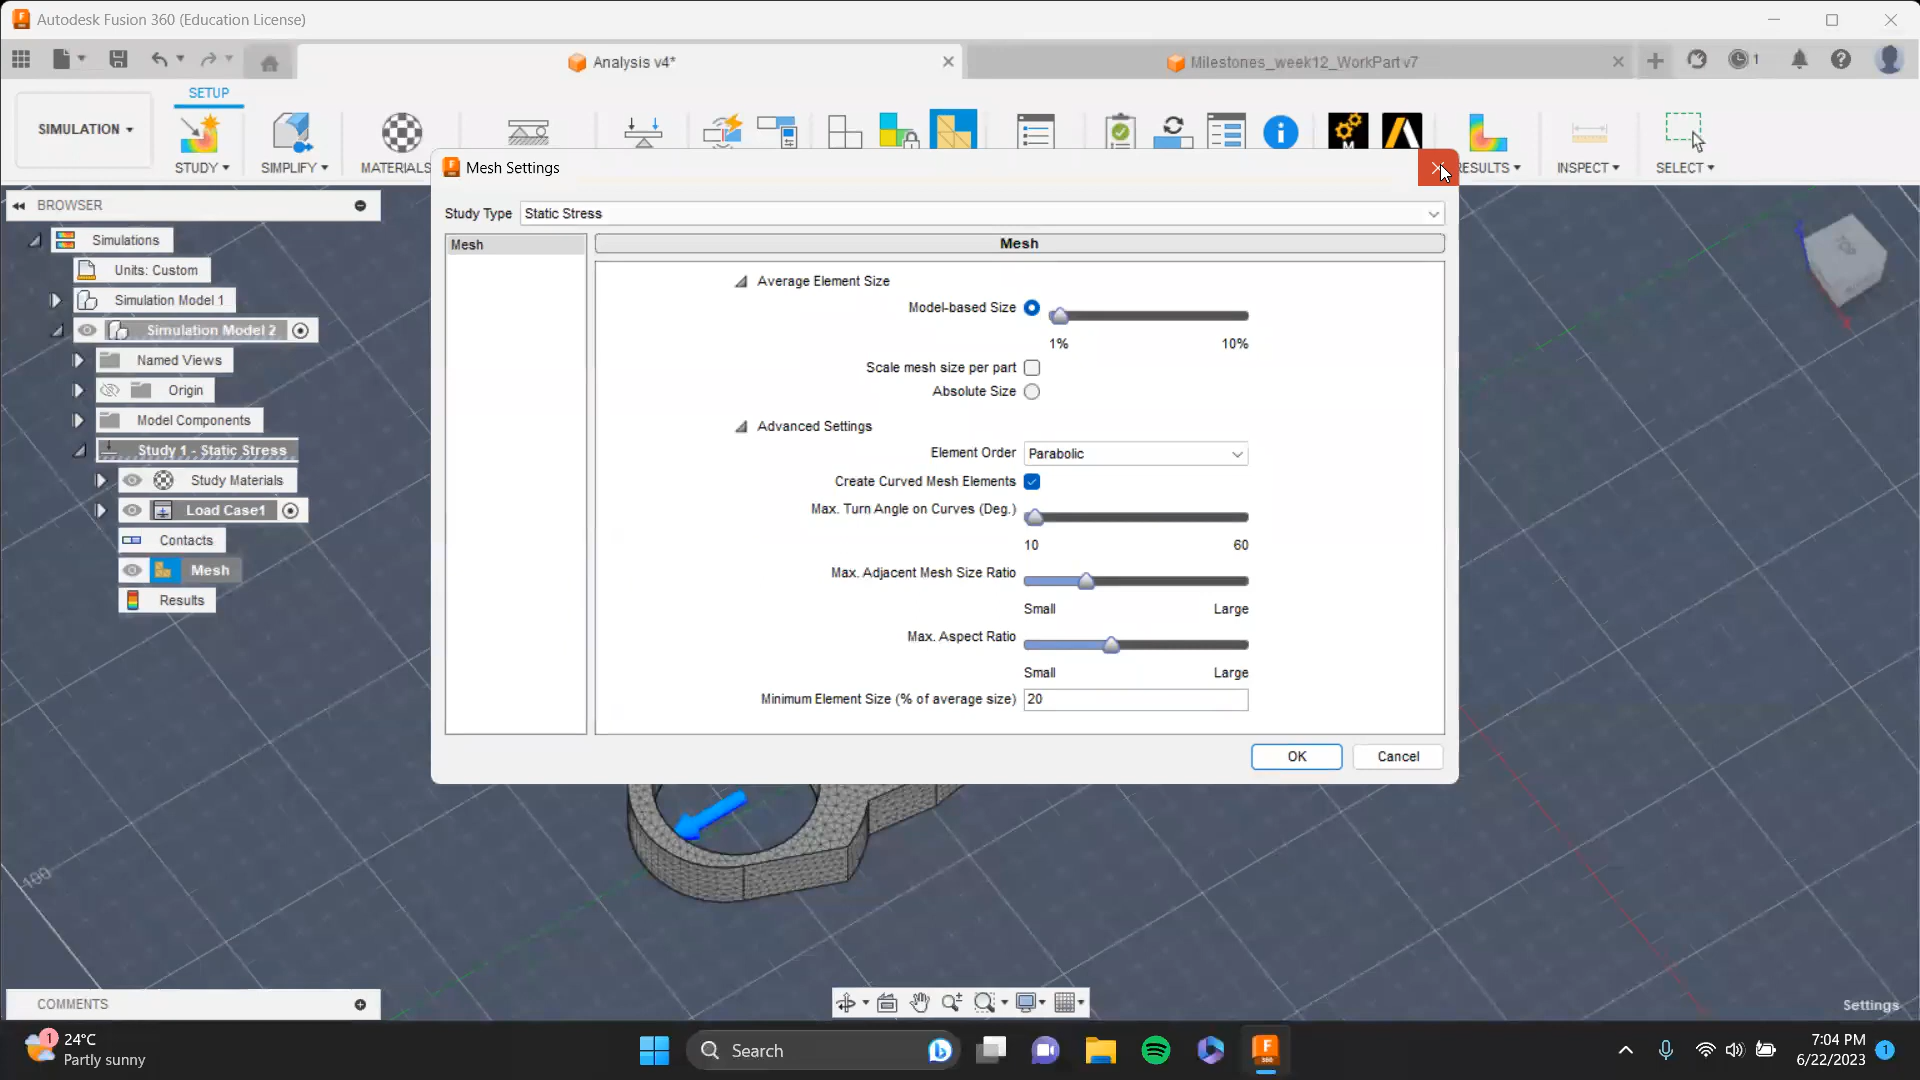 Autodesk Fusion 360 (Education License)
Analysis v4*
Milestones_week12_WorkPart v7
1
SETUP
SIMULATION
STUDY
SIMPLIFY
MATERIALS
RESULTS
INSPECT
SELECT
Mesh Settings
BROWSER
Study Type
Static Stress
Mesh
Mesh
Simulations
Units: Custom
Simulation Model 1
Simulation Model 2
Named Views
Origin
Model Components
Study 1 - Static Stress
Study Materials
Load Case1
Contacts
Mesh
Results
Average Element Size
Model-based Size
1%
10%
Scale mesh size per part
Absolute Size
Advanced Settings
Element Order
Parabolic
Create Curved Mesh Elements
Max. Turn Angle on Curves (Deg.)
10
60
Max. Adjacent Mesh Size Ratio
Small
Large
Max. Aspect Ratio
Small
Large
Minimum Element Size (% of average size)
20
OK
Cancel
100
COMMENTS
Settings
1
24°C
Partly sunny
Search
F
360
7:04 PM
6/22/2023
1